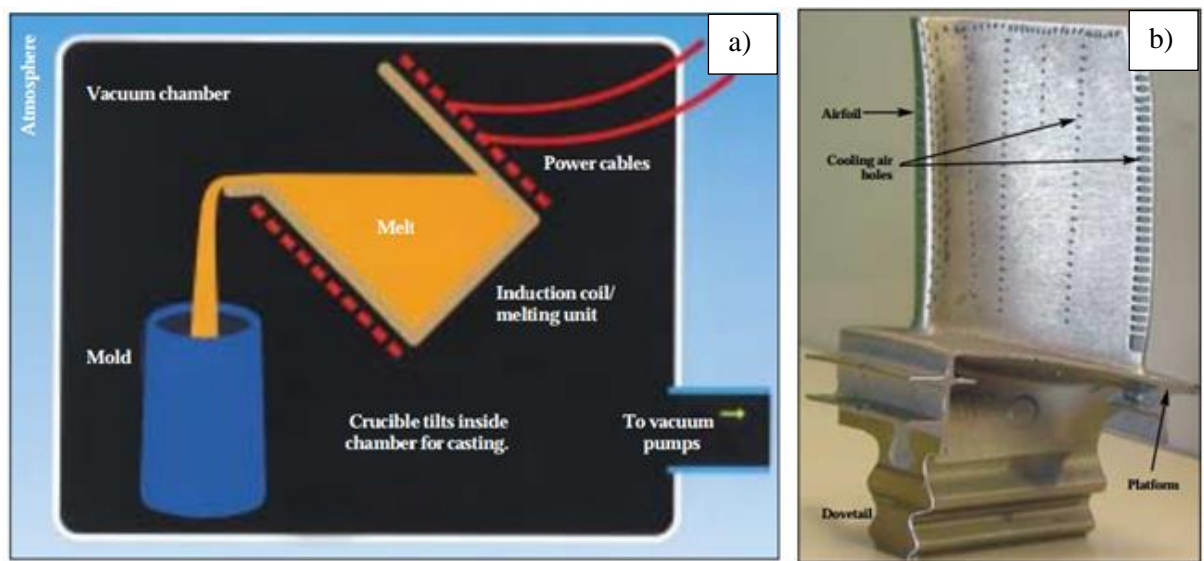 a)
Atmosphere
Vacuum chamber
Power cables
Melt
Induction coil/
melting unit
Mold
Crucible tilts inside
chamber for casting.
To vacuum
pumps
b)
Airfoil
Cooling air
holes
Platform
Dovetail